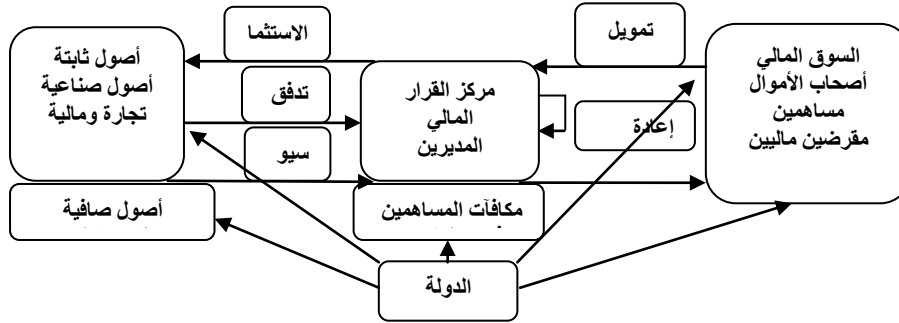 الاستثما
تمويل
السوق المالي
أصحاب الأموال
مساهمين
مقرضين ماليين
مركز القرار
المالي
المديرين
أصول ثابتة
أصول صناعية
تجارة ومالية
تدفق
إعادة
سيو
مكافآت المساهمين
أصول صافية
الدولة